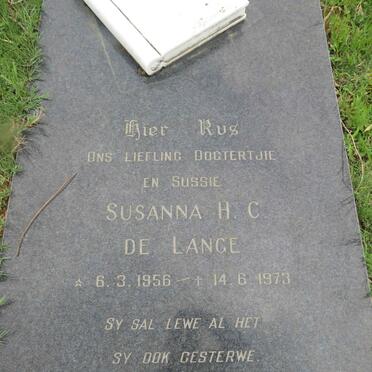 Hier Rus
Ons liefling dogtertjie
en Sussie
Susanna H. C.
de Lange
☆ 6.3.1956 — † 14.6.1973
Sy sal lewe al het
sy ook gesterwe.